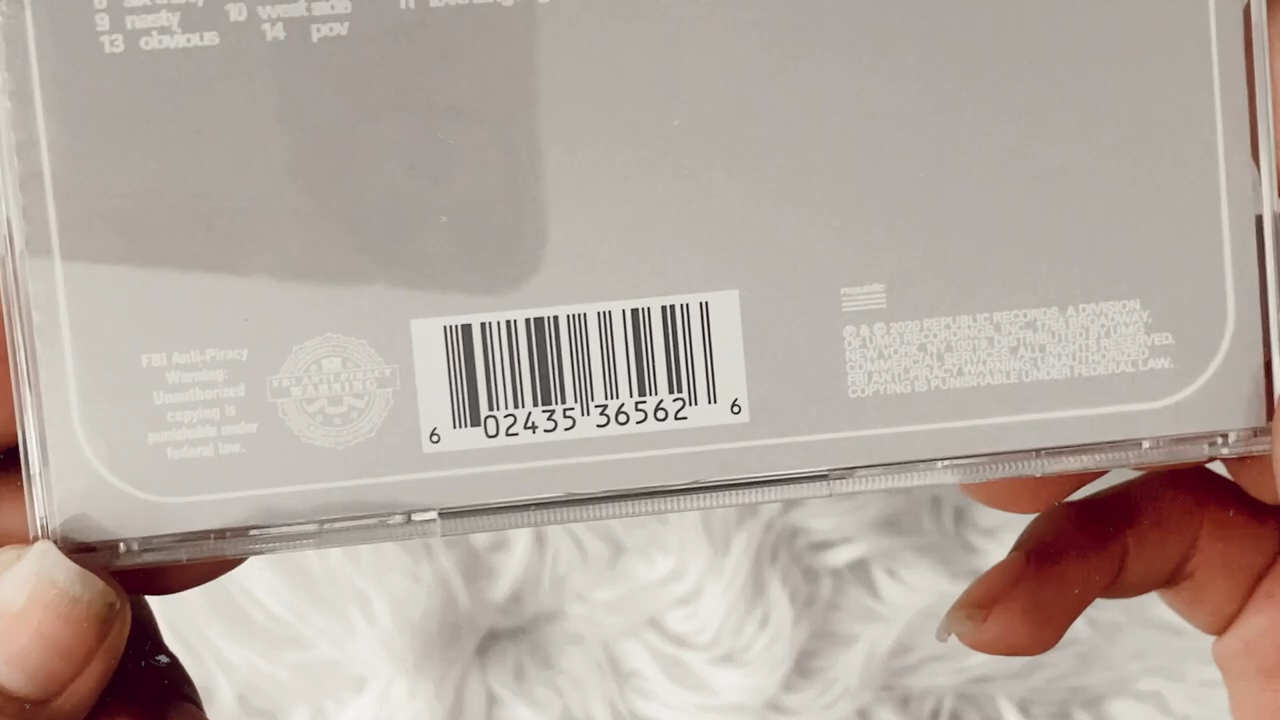 9 nasty 10 westside
13 obvious 14 pov
republic
FBI Anti-Piracy
Warning:
Unauthorized
copying is
punishable under
federal law.
FBI ANTI-PIRACY
WARNING
6 02435 36562 6
℗ & © 2020 REPUBLIC RECORDS, A DIVISION
OF UMG RECORDINGS, INC., 1755 BROADWAY,
NEW YORK, NY 10019. DISTRIBUTED BY UMG
COMMERCIAL SERVICES. ALL RIGHTS RESERVED.
FBI ANTI-PIRACY WARNING: UNAUTHORIZED
COPYING IS PUNISHABLE UNDER FEDERAL LAW.